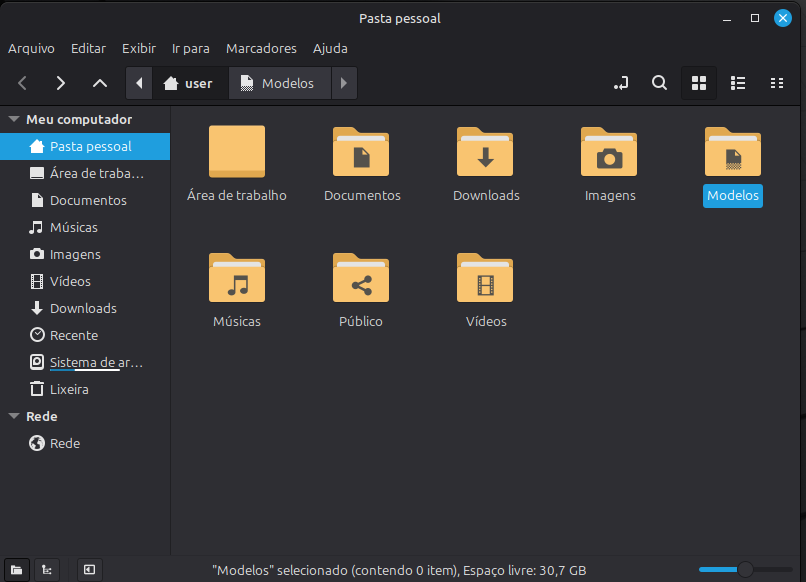 Pasta pessoal
Arquivo Editar Exibir Ir para Marcadores Ajuda
user Modelos
Meu computador
Pasta pessoal
Área de traba...
Documentos
Músicas
Imagens
Vídeos
Downloads
Recente
Sistema de ar...
Lixeira
Rede
Rede
Área de trabalho Documentos Downloads Imagens Modelos
Músicas Público Vídeos
"Modelos" selecionado (contendo 0 item), Espaço livre: 30,7 GB